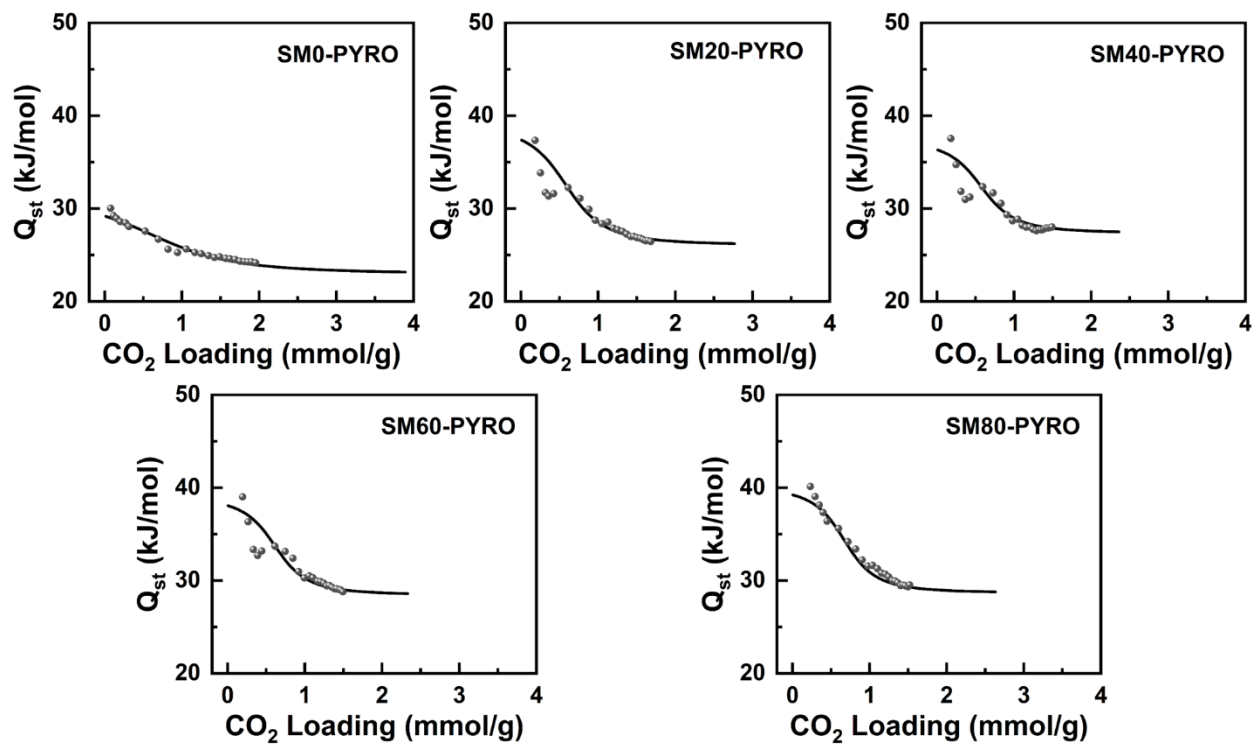 50
SM0-PYRO
40
30
20
0 1 2 3 4
Qst (kJ/mol)
CO2 Loading (mmol/g)
50
SM20-PYRO
40
30
20
0 1 2 3 4
Qst (kJ/mol)
CO2 Loading (mmol/g)
50
SM40-PYRO
40
30
20
0 1 2 3 4
Qst (kJ/mol)
CO2 Loading (mmol/g)
50
SM60-PYRO
40
30
20
0 1 2 3 4
Qst (kJ/mol)
CO2 Loading (mmol/g)
50
SM80-PYRO
40
30
20
0 1 2 3 4
Qst (kJ/mol)
CO2 Loading (mmol/g)